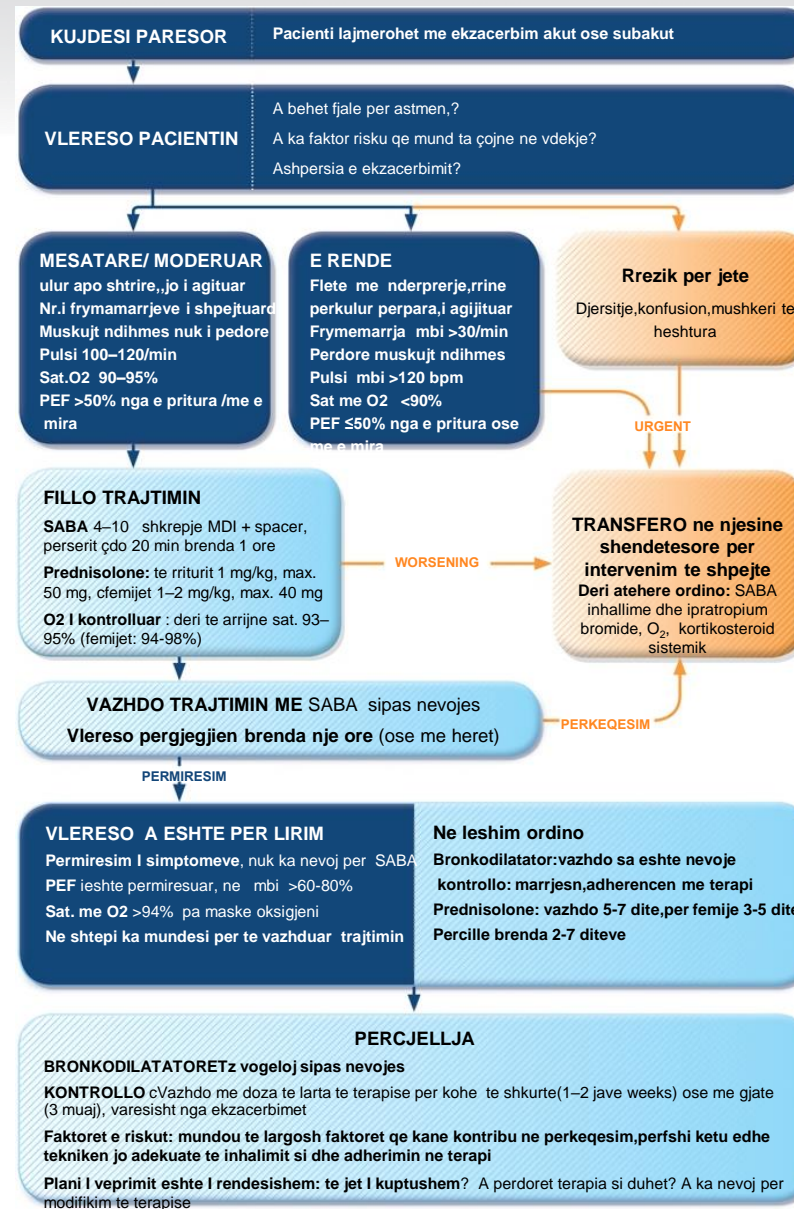 KUJDESI PARESOR
Pacienti lajmerohet me ekzacerbim akut ose subakut
VLERESO PACIENTIN
A behet fjale per astmen,?
A ka faktor risku qe mund ta çojne ne vdekje?
Ashpersia e ekzacerbimit?
MESATARE/ MODERUAR
ulur apo shtrire,,jo i agituar
Nr.i frymamarrjeve i shpejtuard
Muskujt ndihmes nuk i pedore
Pulsi 100–120/min
Sat.O2 90–95%
PEF >50% nga e pritura /me e
mira
E RENDE
Flete me nderprerje,rrine
perkulur perpara,i agijituar
Frymemarrja mbi >30/min
Perdore muskujt ndihmes
Pulsi mbi >120 bpm
Sat me O2 <90%
PEF ≤50% nga e pritura ose
me e mira
Rrezik per jete
Djersitje,konfusion,mushkeri te
heshtura
URGENT
FILLO TRAJTIMIN
SABA 4–10 shkrepje MDI + spacer,
perserit çdo 20 min brenda 1 ore
Prednisolone: te rriturit 1 mg/kg, max.
50 mg, cfemijet 1–2 mg/kg, max. 40 mg
O2 I kontrolluar : deri te arrijne sat. 93–
95% (femijet: 94-98%)
WORSENING
TRANSFERO ne njesine
shendetesore per
intervenim te shpejte
Deri atehere ordino: SABA
inhallime dhe ipratropium
bromide, O2, kortikosteroid
sistemik
VAZHDO TRAJTIMIN ME SABA sipas nevojes
Vlereso pergjegjien brenda nje ore (ose me heret)
PERKEQESIM
PERMIRESIM
VLERESO A ESHTE PER LIRIM
Permiresim I simptomeve, nuk ka nevoj per SABA
PEF ieshte permiresuar, ne mbi >60-80%
Sat. me O2 >94% pa maske oksigjeni
Ne shtepi ka mundesi per te vazhduar trajtimin
Ne leshim ordino
Bronkodilatator:vazhdo sa eshte nevoje
kontrollo: marrjesn,adherencen me terapi
Prednisolone: vazhdo 5-7 dite,per femije 3-5 dite
Percille brenda 2-7 diteve
PERCJELLJA
BRONKODILATATORETz vogeloj sipas nevojes
KONTROLLO cVazhdo me doza te larta te terapise per kohe te shkurte(1–2 jave weeks) ose me gjate
(3 muaj), varesisht nga ekzacerbimet
Faktoret e riskut: mundou te largosh faktoret qe kane kontribu ne perkeqesim,perfshi ketu edhe
tekniken jo adekuate te inhalimit si dhe adherimin ne terapi
Plani I veprimit eshte I rendesishem: te jet I kuptushem? A perdoret terapia si duhet? A ka nevoj per
modifikim te terapise